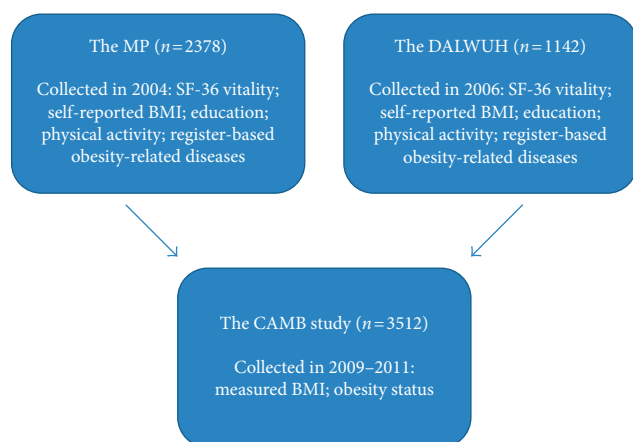 The MP (n=2378)
Collected in 2004: SF-36 vitality;
self-reported BMI; education;
physical activity; register-based
obesity-related diseases
The DALWUH (n=1142)
Collected in 2006: SF-36 vitality;
self-reported BMI; education;
physical activity; register-based
obesity-related diseases
The CAMB study (n=3512)
Collected in 2009–2011:
measured BMI; obesity status